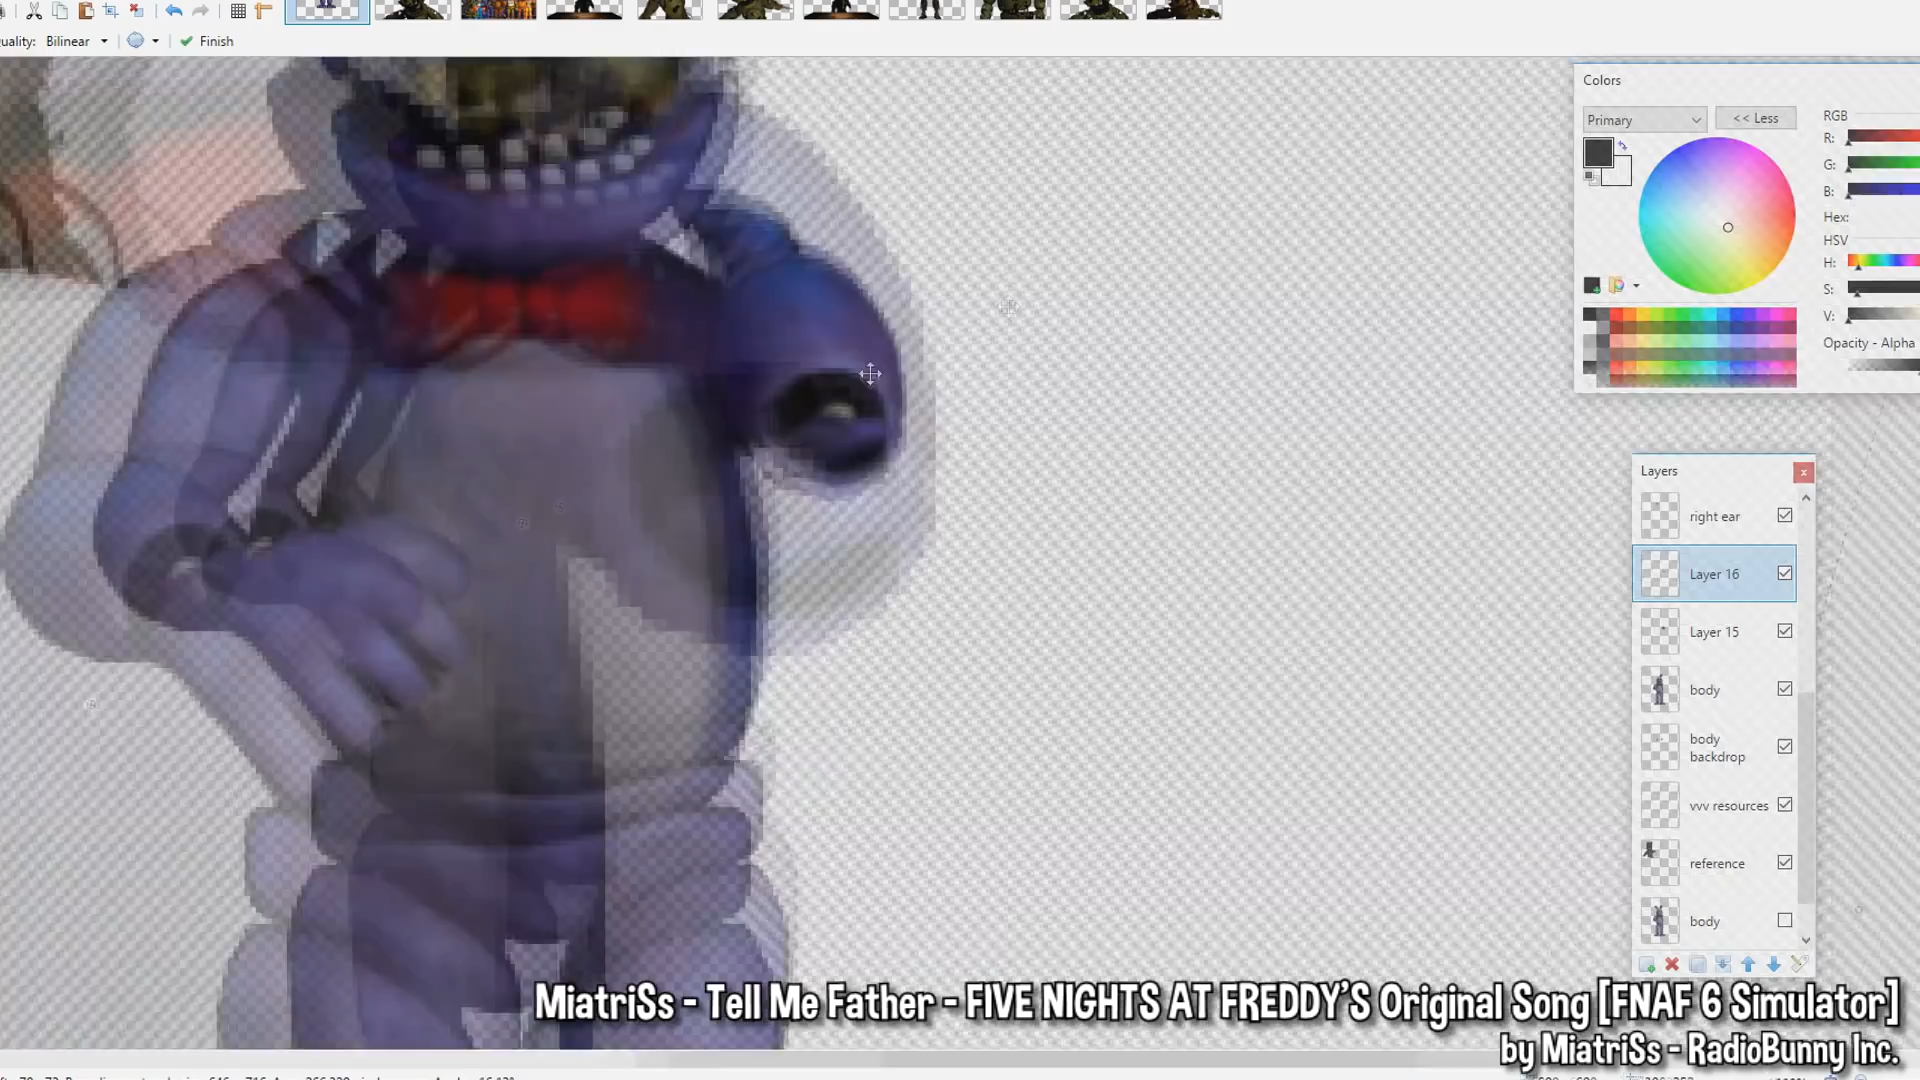 Bilinear
Finish
Colors
Primary
<< Less
RGB
R:
G:
B:
Hex:
HSV
H:
S:
V:
Opacity - Alpha
Layers
right ear
Layer 16
Layer 15
body
body
backdrop
vvv resources
reference
body
MiatriSs - Tell Me Father - FIVE NIGHTS AT FREDDY'S Original Song [FNAF 6 Simulator]
by MiatriSs - RadioBunny Inc.